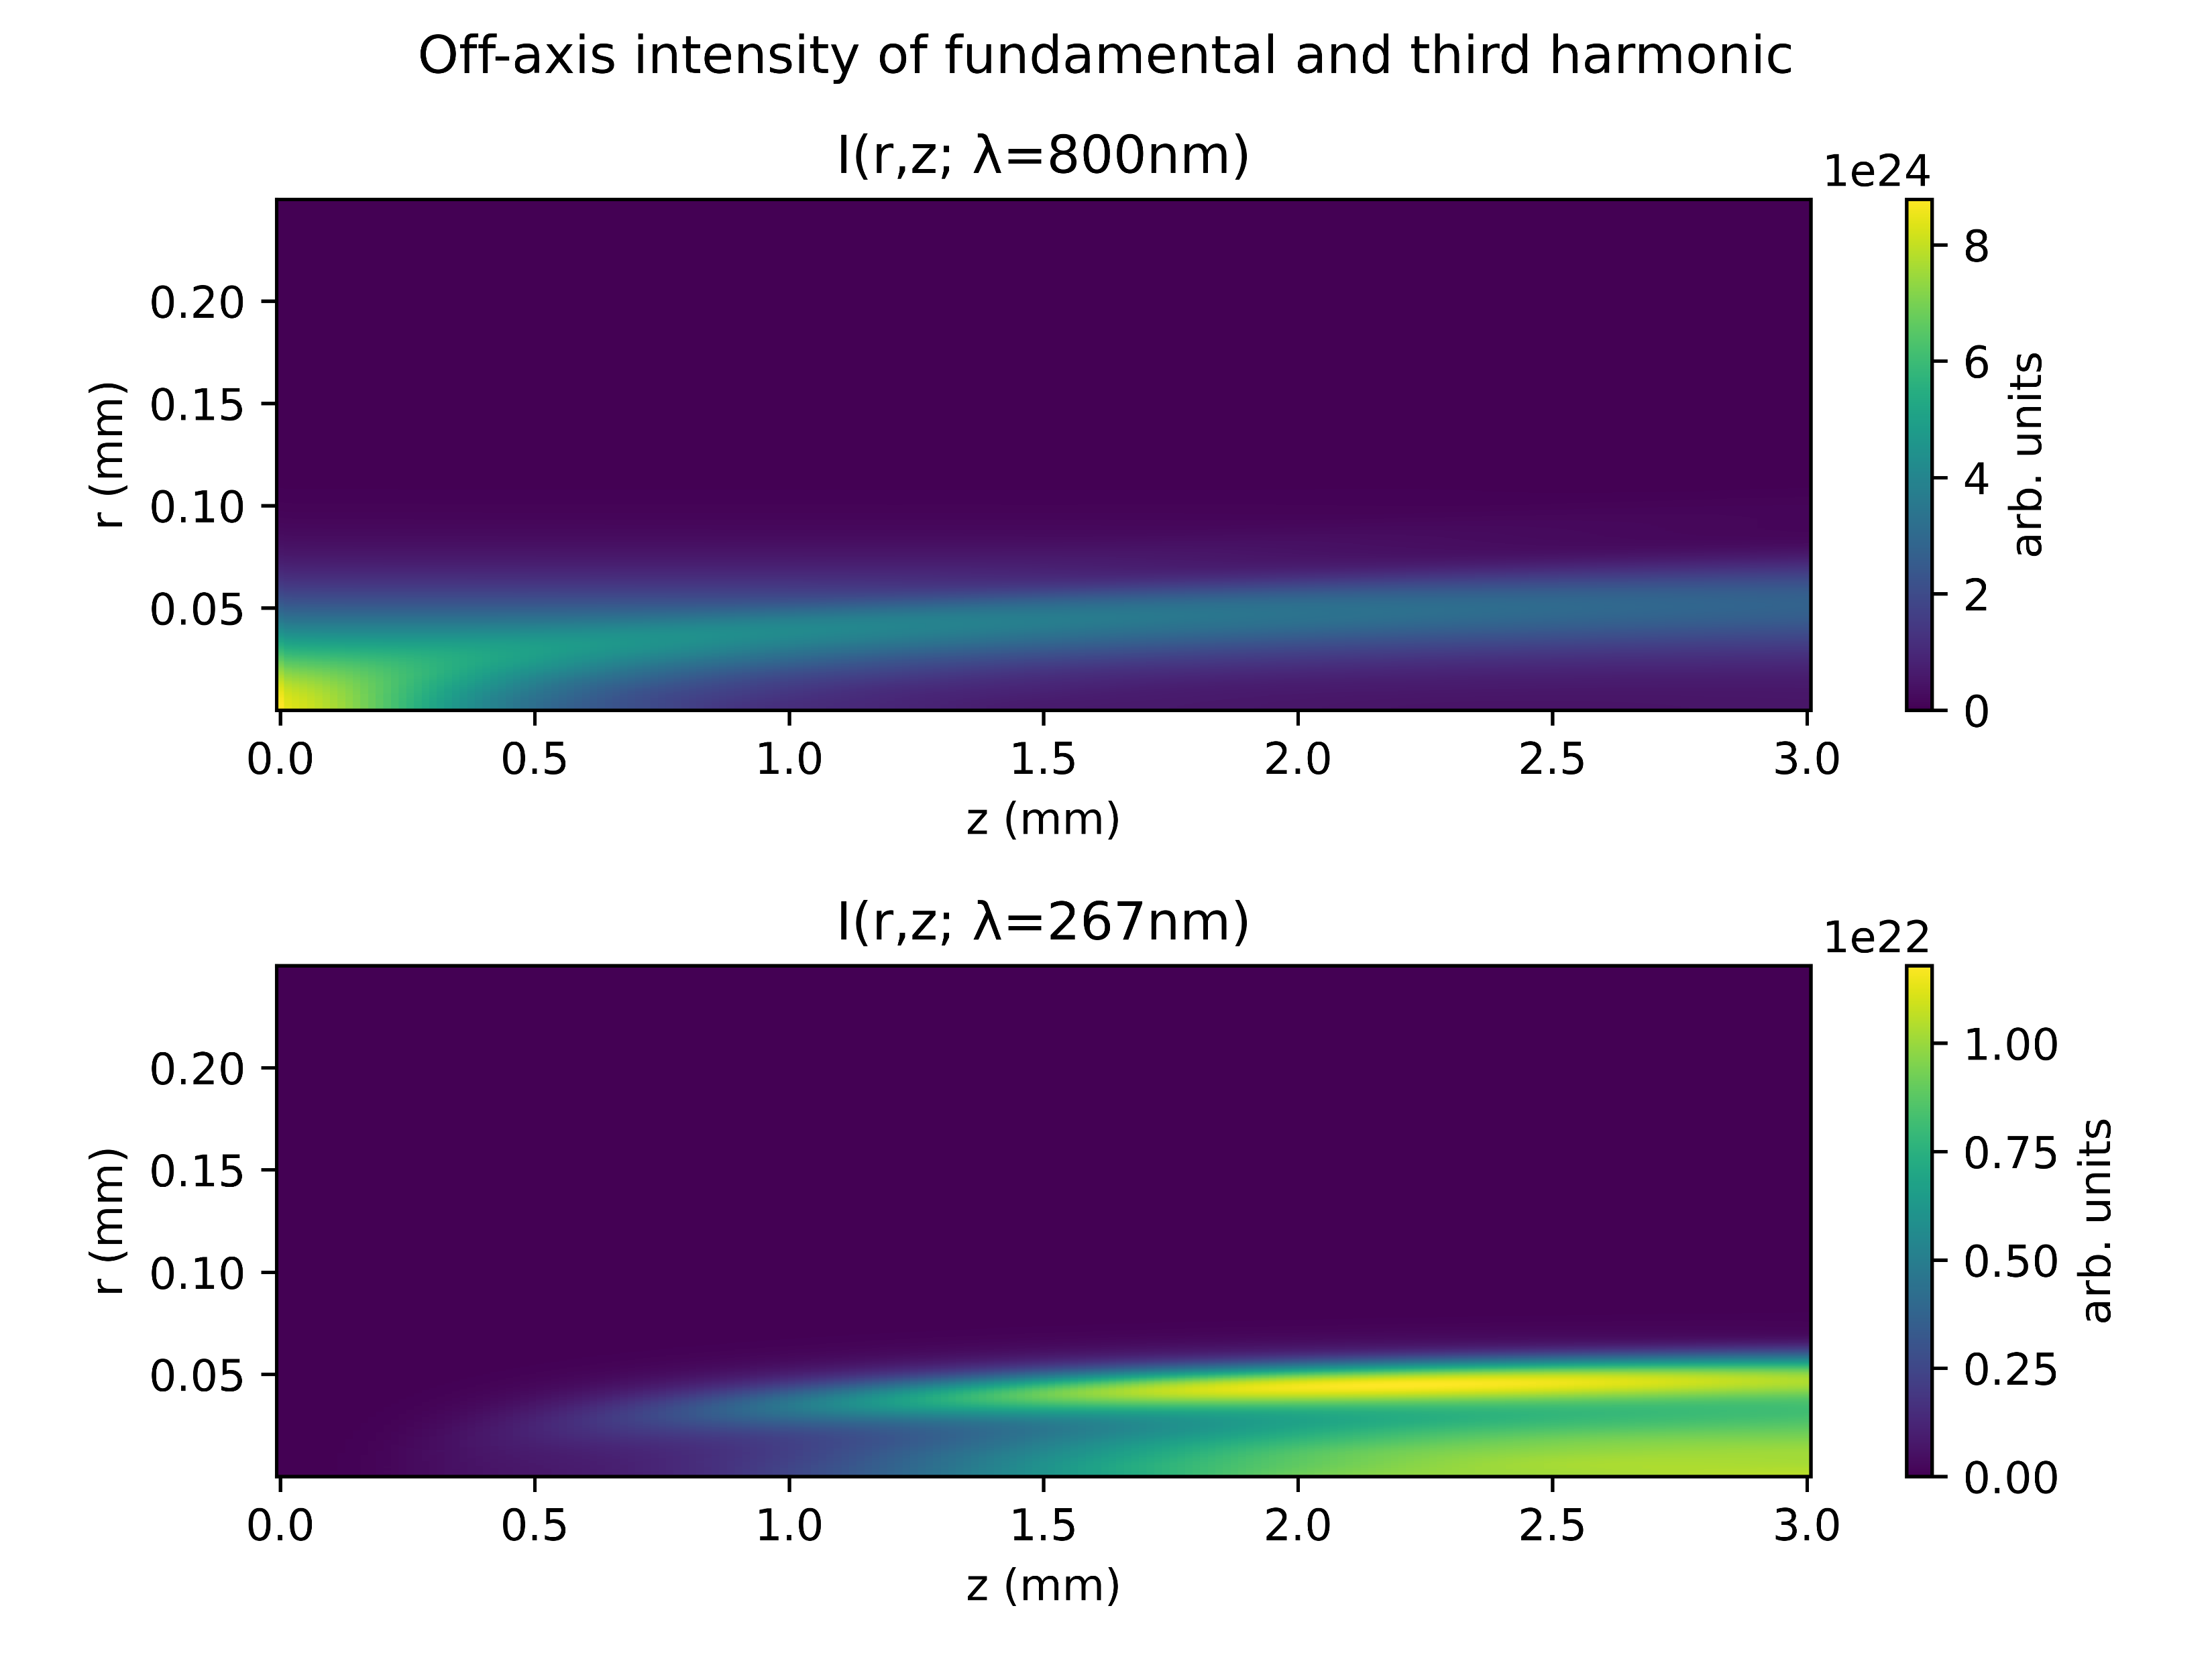 Off-axis intensity of fundamental and third harmonic
I(r,z; λ=800nm)
1e24
8
6
4
2
0
arb. units
0.20
0.15
0.10
0.05
r (mm)
0.0 0.5 1.0 1.5 2.0 2.5 3.0
z (mm)
I(r,z; λ=267nm)
1e22
1.00
0.75
0.50
0.25
0.00
arb. units
0.20
0.15
0.10
0.05
r (mm)
0.0 0.5 1.0 1.5 2.0 2.5 3.0
z (mm)